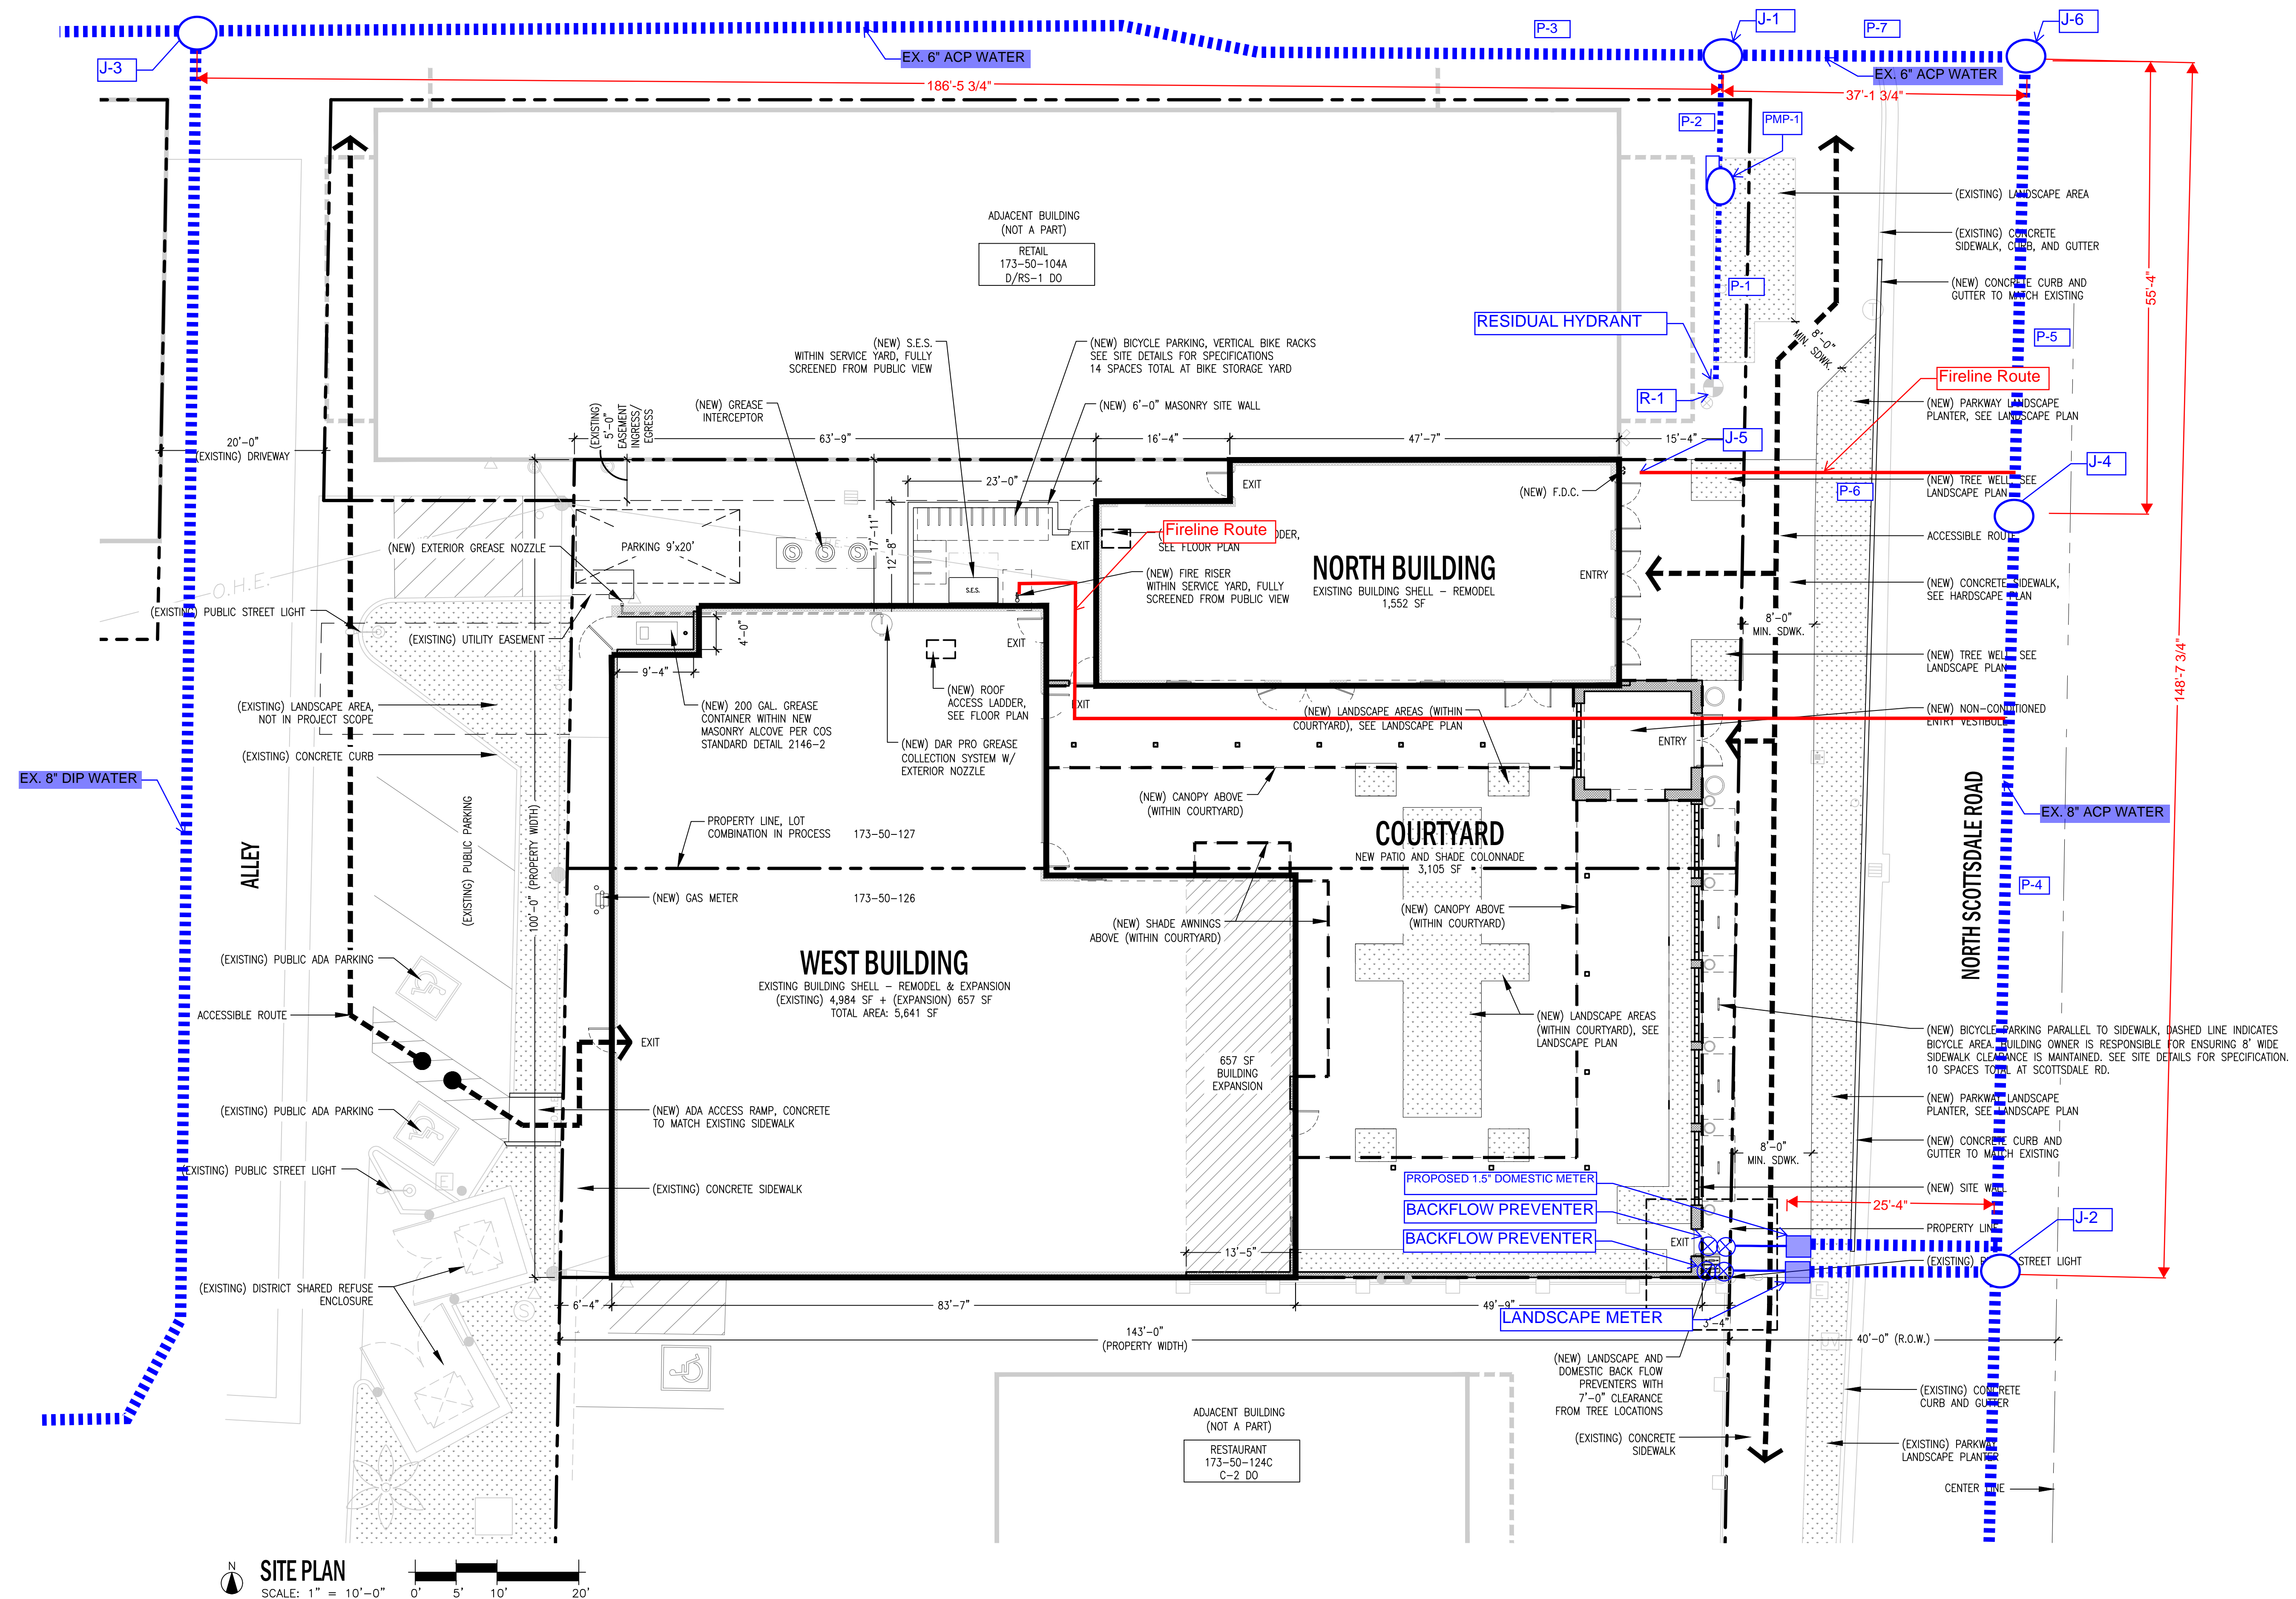 P-3
J-1
P-7
J-6
J-3
EX. 6" ACP WATER
EX. 6" ACP WATER
186'-5 3/4"
37'-1 3/4"
P-2
PMP-1
(EXISTING) LANDSCAPE AREA
ADJACENT BUILDING
(NOT A PART)
RETAIL
173-50-104A
D/RS-1 DO
(EXISTING) CONCRETE
SIDEWALK, CURB, AND GUTTER
P-1
(NEW) CONCRETE CURB AND
GUTTER TO MATCH EXISTING
55'-4"
T
RESIDUAL HYDRANT
8'-0"
MIN. SDWK.
P-5
(NEW) S.E.S.
WITHIN SERVICE YARD, FULLY
SCREENED FROM PUBLIC VIEW
(NEW) BICYCLE PARKING, VERTICAL BIKE RACKS
SEE SITE DETAILS FOR SPECIFICATIONS
14 SPACES TOTAL AT BIKE STORAGE YARD
Fireline Route
R-1
(NEW) GREASE
INTERCEPTOR
(NEW) 6'-0" MASONRY SITE WALL
(NEW) PARKWAY LANDSCAPE
PLANTER, SEE LANDSCAPE PLAN
(EXISTING)
5'-0"
EASEMENT
INGRESS/
EGRESS
20'-0"
(EXISTING) DRIVEWAY
63'-9"
16'-4"
47'-7"
15'-4"
J-5
J-4
23'-0"
EXIT
(NEW) F.D.C.
P-6
(NEW) TREE WELL, SEE
LANDSCAPE PLAN
17'-11"
12'-8"
(NEW) EXTERIOR GREASE NOZZLE
PARKING 9'x20'
S
S
S
EXIT
Fireline Route
DDER,
SEE FLOOR PLAN
ACCESSIBLE ROUTE
NORTH BUILDING
EXISTING BUILDING SHELL - REMODEL
1,552 SF
ENTRY
O.H.E.
S.E.S.
(NEW) FIRE RISER
WITHIN SERVICE YARD, FULLY
SCREENED FROM PUBLIC VIEW
(NEW) CONCRETE SIDEWALK,
SEE HARDSCAPE PLAN
(EXISTING) PUBLIC STREET LIGHT
8'-0"
MIN. SDWK.
(EXISTING) UTILITY EASEMENT
4'-0"
EXIT
9'-4"
(NEW) TREE WELL, SEE
LANDSCAPE PLAN
148'-7 3/4"
(NEW) ROOF
ACCESS LADDER,
SEE FLOOR PLAN
EXIT
(EXISTING) LANDSCAPE AREA,
NOT IN PROJECT SCOPE
(NEW) 200 GAL. GREASE
CONTAINER WITHIN NEW
MASONRY ALCOVE PER COS
STANDARD DETAIL 2146-2
(NEW) LANDSCAPE AREAS (WITHIN
COURTYARD), SEE LANDSCAPE PLAN
(NEW) NON-CONDITIONED
ENTRY VESTIBULE
ENTRY
(NEW) DAR PRO GREASE
COLLECTION SYSTEM W/
EXTERIOR NOZZLE
(EXISTING) CONCRETE CURB
EX. 8" DIP WATER
(NEW) CANOPY ABOVE
(WITHIN COURTYARD)
EX. 8" ACP WATER
(EXISTING) PUBLIC PARKING
100'-0" (PROPERTY WIDTH)
PROPERTY LINE, LOT
COMBINATION IN PROCESS
173-50-127
COURTYARD
NEW PATIO AND SHADE COLONNADE
3,105 SF
ALLEY
NORTH SCOTTSDALE ROAD
P-4
(NEW) GAS METER
173-50-126
(NEW) SHADE AWNINGS
ABOVE (WITHIN COURTYARD)
(NEW) CANOPY ABOVE
(WITHIN COURTYARD)
(EXISTING) PUBLIC ADA PARKING
WEST BUILDING
EXISTING BUILDING SHELL - REMODEL & EXPANSION
(EXISTING) 4,984 SF + (EXPANSION) 657 SF
TOTAL AREA: 5,641 SF
ACCESSIBLE ROUTE
EXIT
(NEW) LANDSCAPE AREAS
(WITHIN COURTYARD), SEE
LANDSCAPE PLAN
(NEW) BICYCLE PARKING PARALLEL TO SIDEWALK, DASHED LINE INDICATES
BICYCLE AREA. BUILDING OWNER IS RESPONSIBLE FOR ENSURING 8' WIDE
SIDEWALK CLEARANCE IS MAINTAINED. SEE SITE DETAILS FOR SPECIFICATION.
10 SPACES TOTAL AT SCOTTSDALE RD.
657 SF
BUILDING
EXPANSION
(EXISTING) PUBLIC ADA PARKING
(NEW) ADA ACCESS RAMP, CONCRETE
TO MATCH EXISTING SIDEWALK
(NEW) PARKWAY LANDSCAPE
PLANTER, SEE LANDSCAPE PLAN
8'-0"
MIN. SDWK.
(NEW) CONCRETE CURB AND
GUTTER TO MATCH EXISTING
(EXISTING) PUBLIC STREET LIGHT
E
(EXISTING) CONCRETE SIDEWALK
PROPOSED 1.5" DOMESTIC METER
BACKFLOW PREVENTER
BACKFLOW PREVENTER
(NEW) SITE WALL
25'-4"
J-2
PROPERTY LINE
13'-5"
EXIT
(EXISTING) P
STREET LIGHT
(EXISTING) DISTRICT SHARED REFUSE
ENCLOSURE
S
E
6'-4"
83'-7"
49'-9"
LANDSCAPE METER
3'-4"
143'-0"
(PROPERTY WIDTH)
40'-0" (R.O.W.)
(NEW) LANDSCAPE AND
DOMESTIC BACK FLOW
PREVENTERS WITH
7'-0" CLEARANCE
FROM TREE LOCATIONS
(EXISTING) CONCRETE
CURB AND GUTTER
ADJACENT BUILDING
(NOT A PART)
RESTAURANT
173-50-124C
C-2 DO
(EXISTING) CONCRETE
SIDEWALK
(EXISTING) PARKWAY
LANDSCAPE PLANTER
CENTER LINE
N
SITE PLAN
SCALE: 1" = 10'-0"
0'
5'
10'
20'